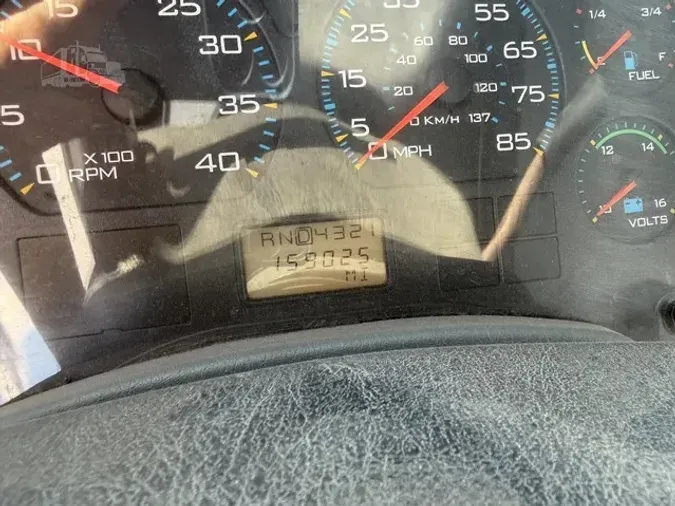 15 25
10 30
5 35
0 40
X 100
RPM
35 55
25 65
15 75
5 85
0 MPH
60 80
40 100
20 120
0 KM/H 137
1/4 3/4
E F
FUEL
12 14
10 16
VOLTS
RND4321
159025
MI